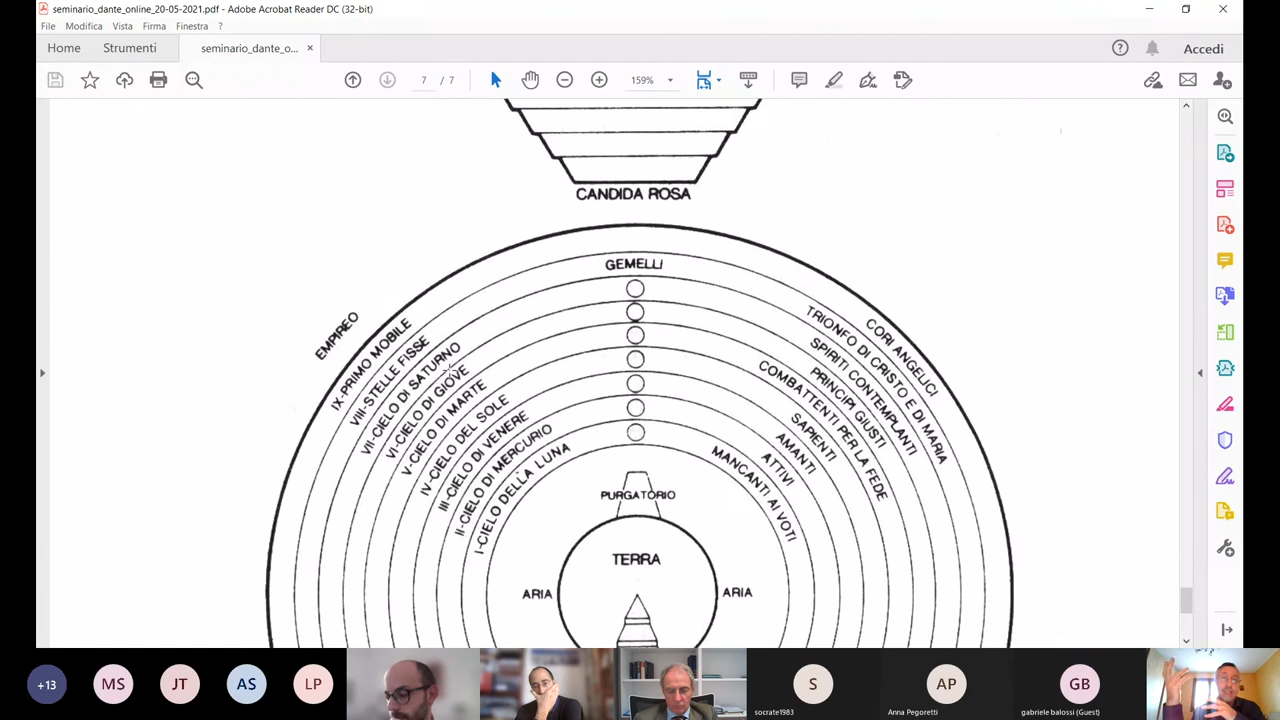 seminario_dante_online_20-05-2021.pdf - Adobe Acrobat Reader DC (32-bit)
File Modifica Vista Firma Finestra ?
Home Strumenti seminario_dante_o... × Accedi
7 / 7 159%
CANDIDA ROSA
GEMELLI
EMPIREO
IX-PRIMO MOBILE
VIII-STELLE FISSE
VII-CIELO DI SATURNO
VI-CIELO DI GIOVE
V-CIELO DI MARTE
IV-CIELO DEL SOLE
III-CIELO DI VENERE
II-CIELO DI MERCURIO
I-CIELO DELLA LUNA
CORI ANGELICI
TRIONFO DI CRISTO E DI MARIA
SPIRITI CONTEMPLANTI
PRINCIPI GIUSTI
COMBATTENTI PER LA FEDE
SAPIENTI
AMANTI
ATTIVI
MANCANTI AI VOTI
PURGATORIO
TERRA
ARIA ARIA
+13 MS JT AS LP S AP GB
socrate1983 Anna Pegoretti gabriele balossi (Guest)